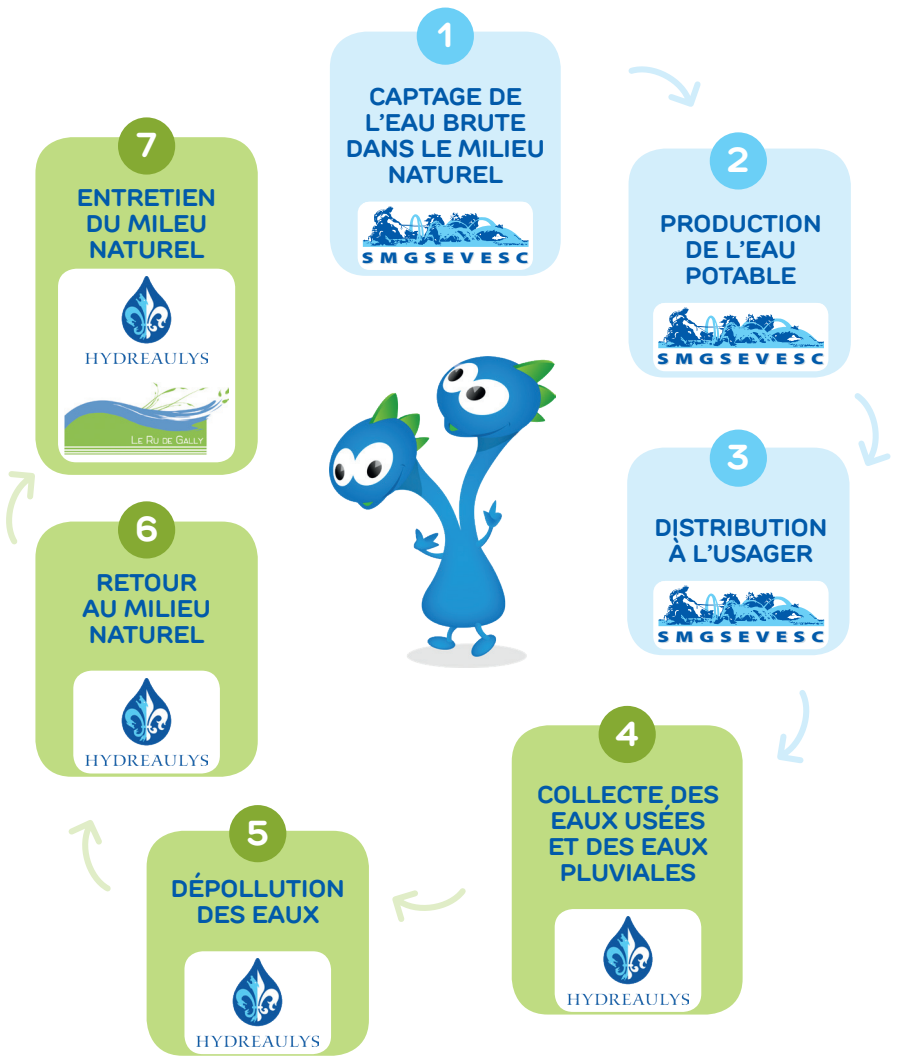 1
CAPTAGE DE
L'EAU BRUTE
DANS LE MILIEU
NATUREL
SMGSEVESC
2
PRODUCTION
DE L'EAU
POTABLE
SMGSEVESC
3
DISTRIBUTION
À L'USAGER
SMGSEVESC
4
COLLECTE DES
EAUX USÉES
ET DES EAUX
PLUVIALES
HYDREAULYS
5
DÉPOLLUTION
DES EAUX
HYDREAULYS
6
RETOUR
AU MILIEU
NATUREL
HYDREAULYS
7
ENTRETIEN
DU MILEU
NATUREL
HYDREAULYS
LE RU DE GALLY